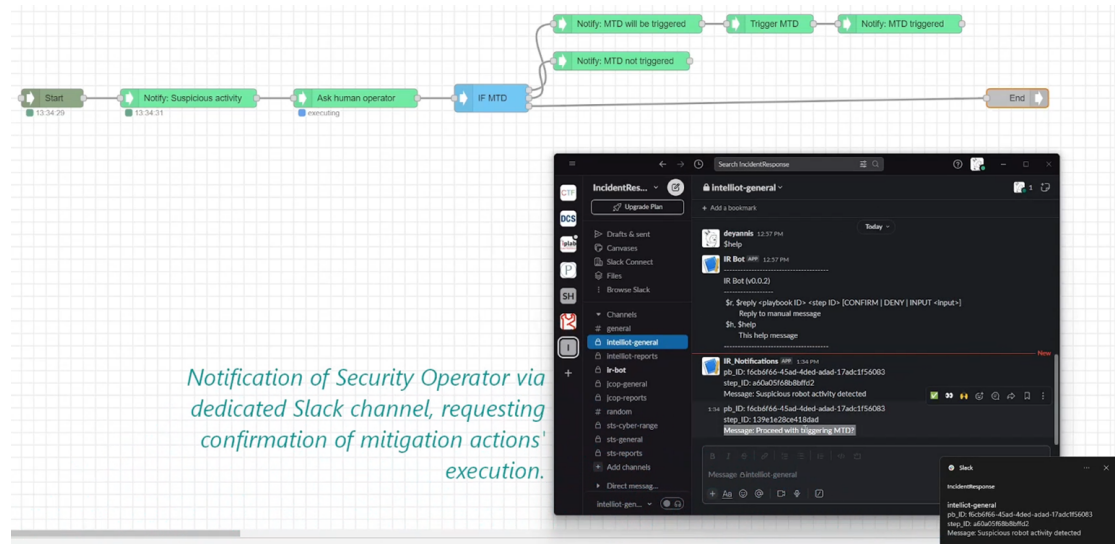 Notify: MTD will be triggered
Trigger MTD
Notify: MTD triggered
Notify: MTD not triggered
Start
Notify: Suspicious activity
Ask human operator
IF MTD
End
13:34:29
13:34:31
executing
Notification of Security Operator via
dedicated Slack channel, requesting
confirmation of mitigation actions'
execution.
Search IncidentResponse
CTF
DCS
iplab
P
SH
I
IncidentRes...
Upgrade Plan
Drafts & sent
Canvases
Slack Connect
Files
Browse Slack
Channels
# general
intelliot-general
intelliot-reports
ir-bot
jcop-general
jcop-reports
# random
sts-cyber-range
sts-general
sts-reports
+ Add channels
Direct messag...
intelliot-gen...
intelliot-general
1
+ Add a bookmark
Today
deyannis 12:57 PM
$help
IR Bot APP 12:57 PM
------------------------------------
IR Bot (v0.0.2)
-----------------
$r, $reply <playbook ID> <step ID> [CONFIRM | DENY | INPUT <input>]
Reply to manual message
$h, $help
This help message
------------------------------------
New
IR_Notifications APP 1:34 PM
pb_ID: f6cb6f66-45ad-4ded-adad-17adc1f56083
step_ID: a60a05f68b8bffd2
Message: Suspicious robot activity detected
1:34 pb_ID: f6cb6f66-45ad-4ded-adad-17adc1f56083
step_ID: 139e1e28ce418dad
Message: Proceed with triggering MTD?
Message intelliot-general
Aa
Slack
IncidentResponse
intelliot-general
pb_ID: f6cb6f66-45ad-4ded-adad-17adc1f56083
step_ID: a60a05f68b8bffd2
Message: Suspicious robot activity detected